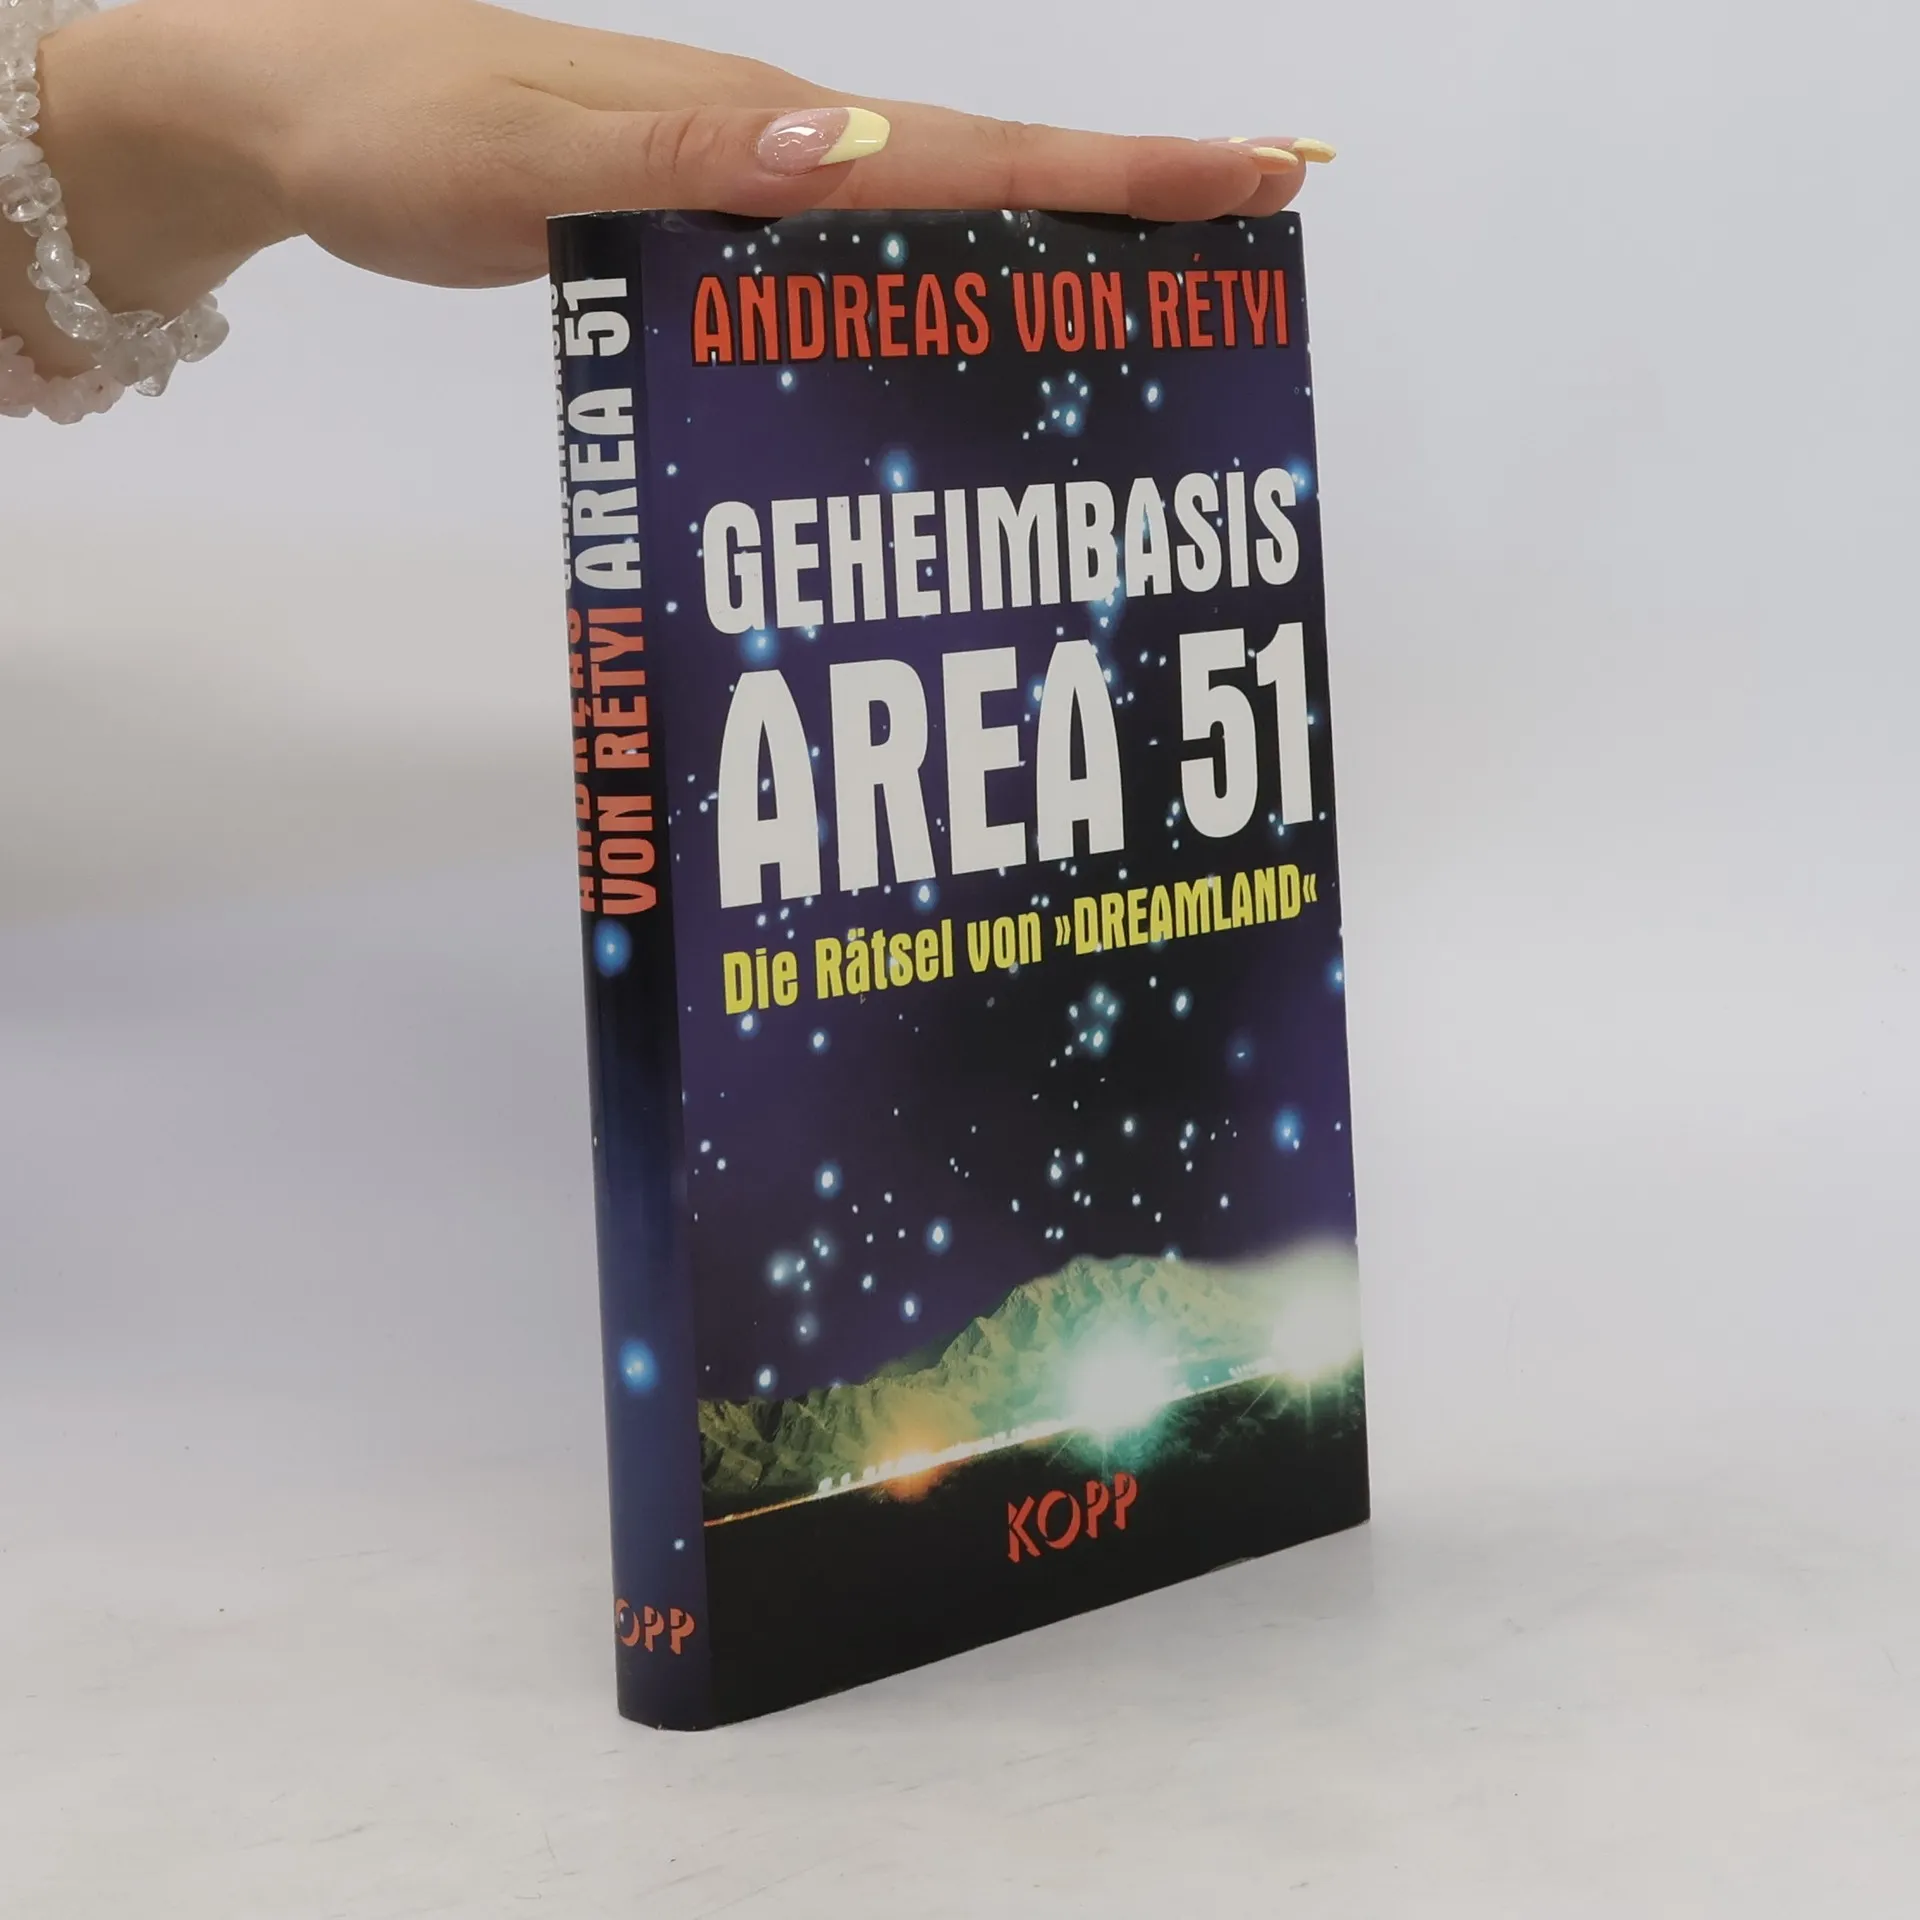 ANDREAS VON RÉTYI
GEHEIMBASIS
AREA 51
Die Rätsel von »DREAMLAND«
KOPP
ANDREAS
VON RÉTYI
GEHEIMBASIS
AREA 51
KOPP